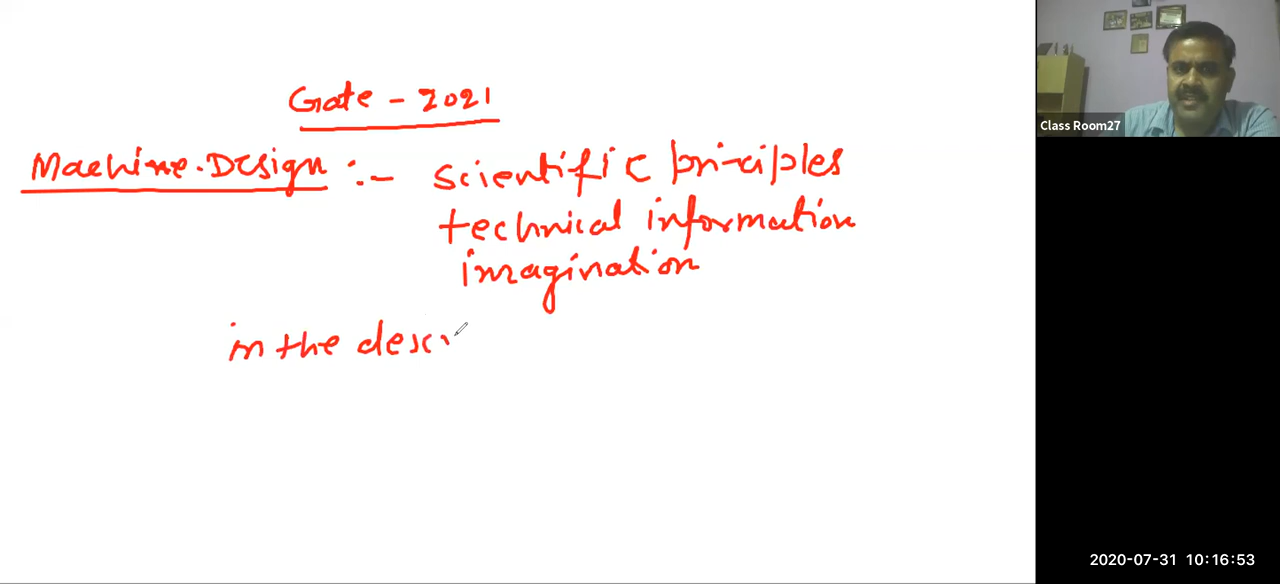 Gate - 2021
Machine. Design :- scientific principles
technical information
imagination
in the descr
Class Room27
2020-07-31 10:16:53